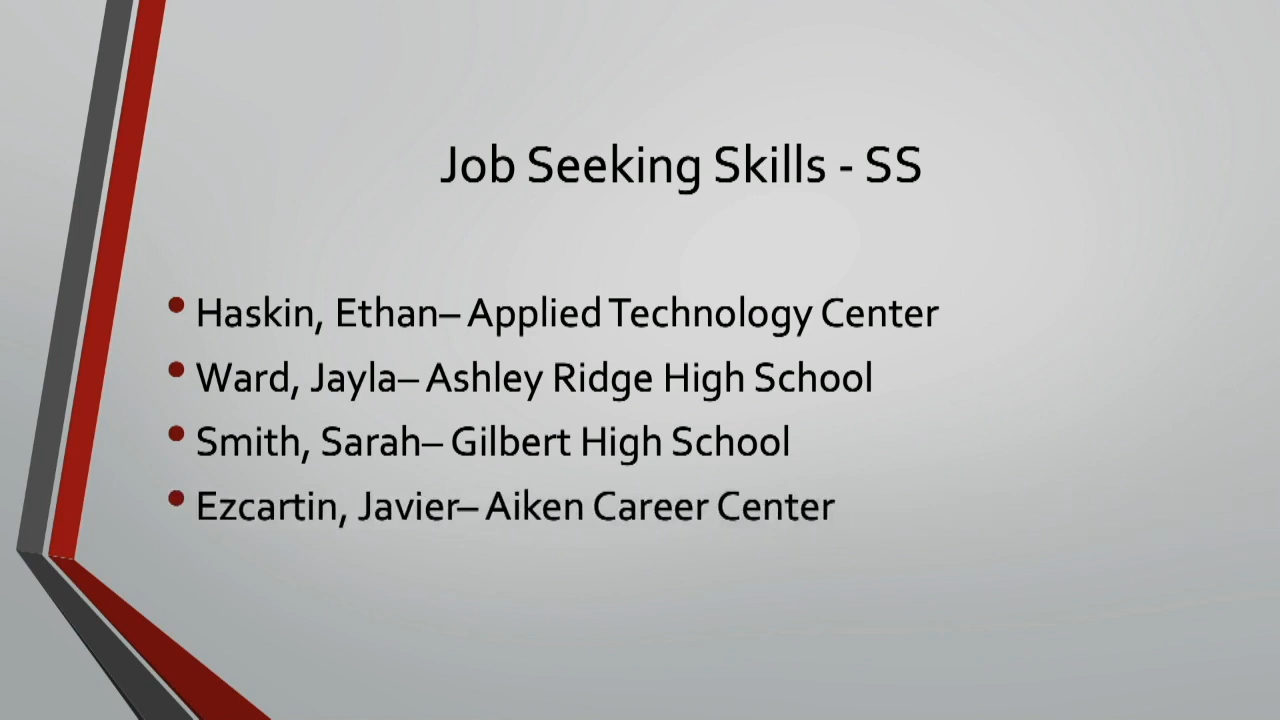 Job Seeking Skills - SS
• Haskin, Ethan– Applied Technology Center
• Ward, Jayla– Ashley Ridge High School
• Smith, Sarah– Gilbert High School
• Ezcartin, Javier– Aiken Career Center